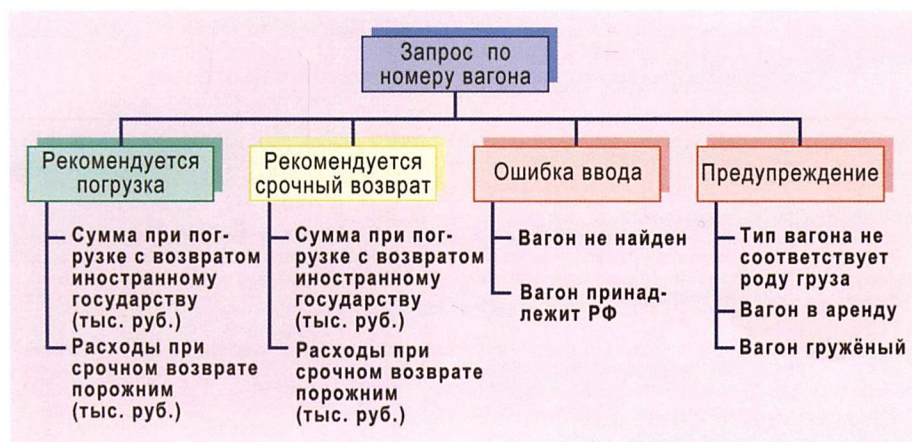 Запрос по
номеру вагона
Рекомендуется
погрузка
Сумма при пог-
рузке с возвратом
иностранному
государству
(тыс. руб.)
Расходы при
срочном возврате
порожним
(тыс. руб.)
Рекомендуется
срочный возврат
Сумма при пог-
рузке с возвратом
иностранному
государству
(тыс. руб.)
Расходы при
срочном возврате
порожним
(тыс. руб.)
Ошибка ввода
Вагон не найден
Вагон принад-
лежит РФ
Предупреждение
Тип вагона не
соответствует
роду груза
Вагон в аренду
Вагон гружёный